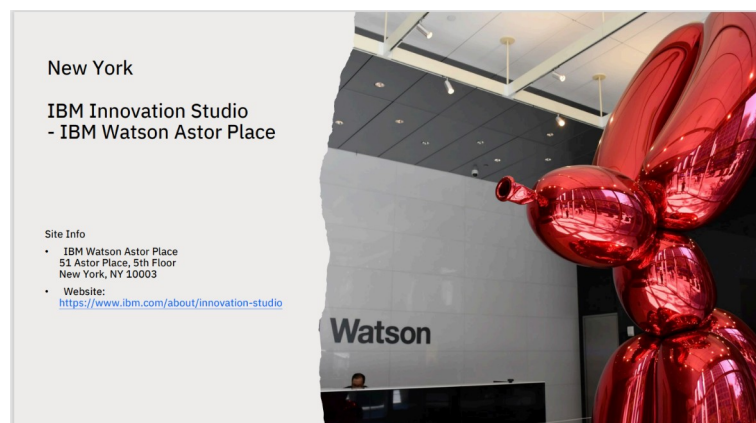 New York
IBM Innovation Studio
- IBM Watson Astor Place
Site Info
• IBM Watson Astor Place
51 Astor Place, 5th Floor
New York, NY 10003
• Website:
https://www.ibm.com/about/innovation-studio
Watson